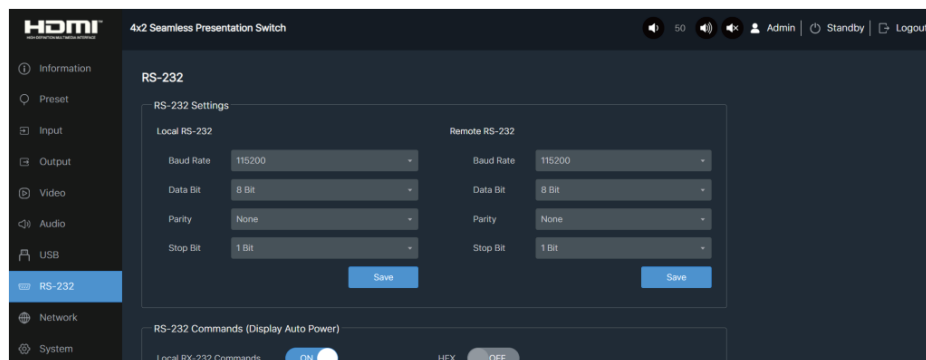 HDMI
HIGH-DEFINITION MULTIMEDIA INTERFACE
4x2 Seamless Presentation Switch
50
Admin
Standby
Logout
Information
Preset
Input
Output
Video
Audio
USB
RS-232
Network
System
RS-232
RS-232 Settings
Local RS-232
Baud Rate 115200
Data Bit 8 Bit
Parity None
Stop Bit 1 Bit
Save
Remote RS-232
Baud Rate 115200
Data Bit 8 Bit
Parity None
Stop Bit 1 Bit
Save
RS-232 Commands (Display Auto Power)
Local RX-232 Commands ON
HEX OFF